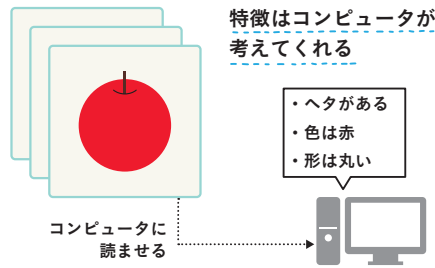 特徴はコンピュータが
考えてくれる
・ヘタがある
・色は赤
・形は丸い
コンピュータに
読ませる